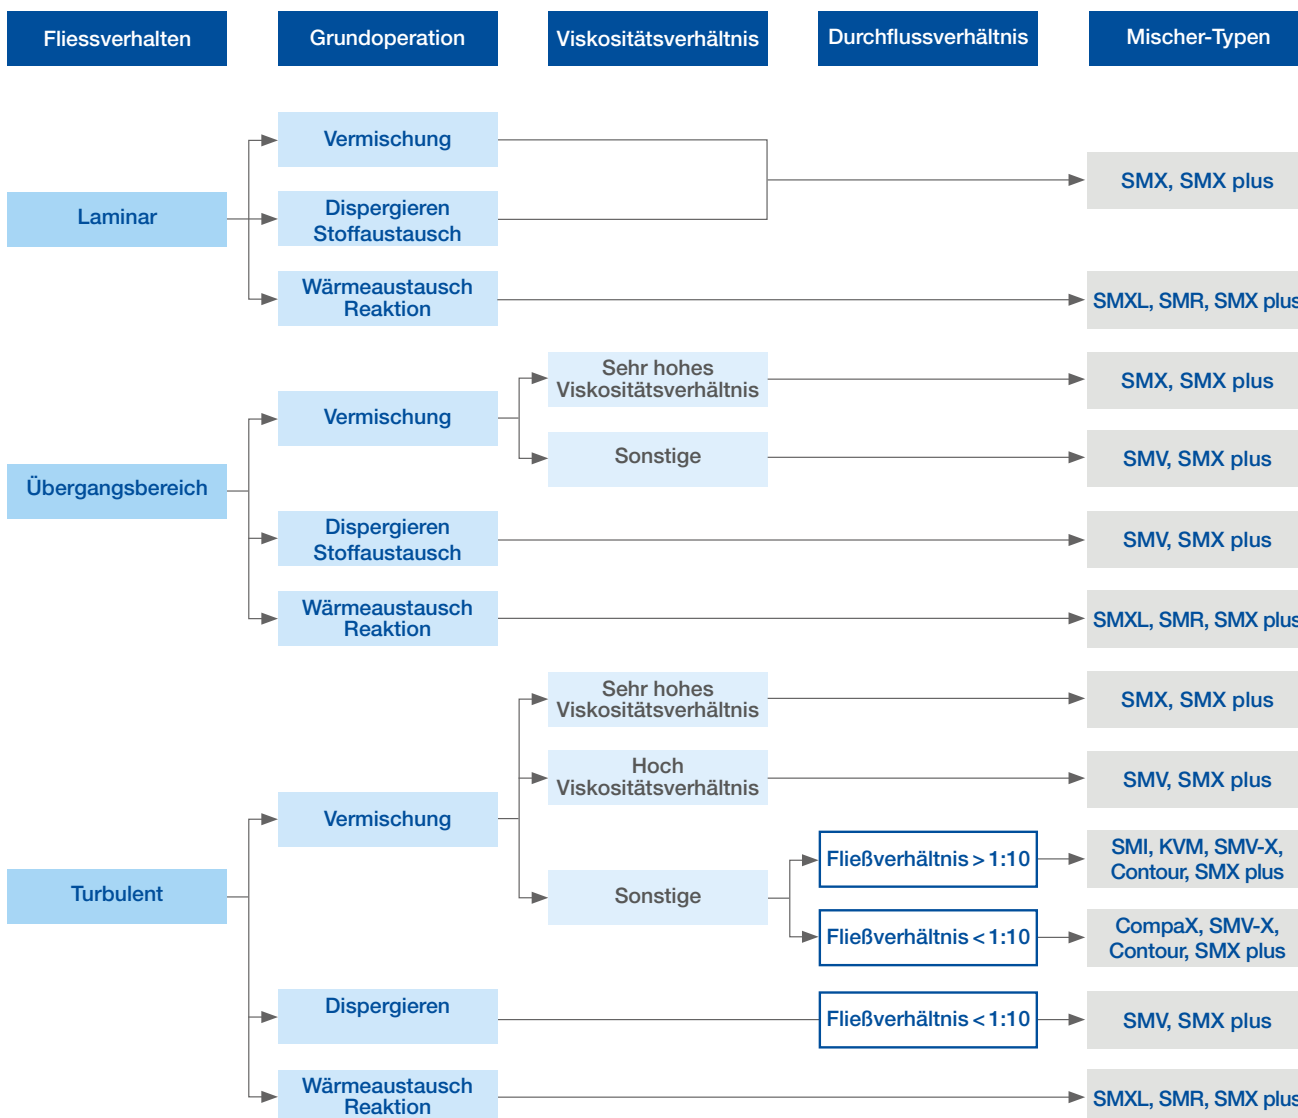 Fliessverhalten
Grundoperation
Viskositätsverhältnis
Durchflussverhältnis
Mischer-Typen
Laminar
Vermischung
Dispergieren
Stoffaustausch
SMX, SMX plus
Wärmeaustausch
Reaktion
SMXL, SMR, SMX plus
Übergangsbereich
Vermischung
Sehr hohes
Viskositätsverhältnis
SMX, SMX plus
Sonstige
SMV, SMX plus
Dispergieren
Stoffaustausch
SMV, SMX plus
Wärmeaustausch
Reaktion
SMXL, SMR, SMX plus
Turbulent
Vermischung
Sehr hohes
Viskositätsverhältnis
SMX, SMX plus
Hoch
Viskositätsverhältnis
SMV, SMX plus
Sonstige
Fließverhältnis > 1:10
SMI, KVM, SMV-X,
Contour, SMX plus
Fließverhältnis < 1:10
CompaX, SMV-X,
Contour, SMX plus
Dispergieren
Fließverhältnis < 1:10
SMV, SMX plus
Wärmeaustausch
Reaktion
SMXL, SMR, SMX plus